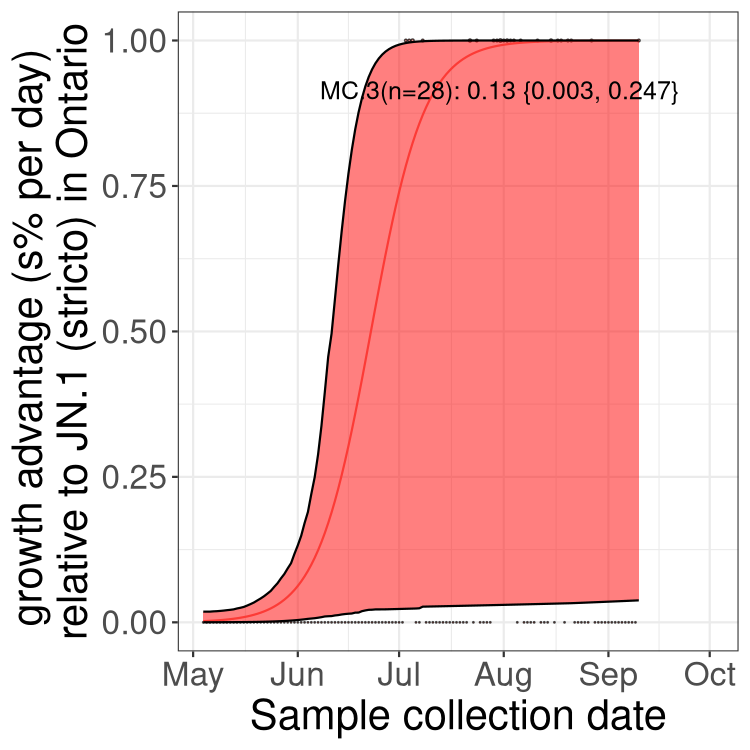 growth advantage (s% per day)
relative to JN.1 (stricto) in Ontario
1.00
0.75
0.50
0.25
0.00
MC 3(n=28): 0.13 {0.003, 0.247}
May Jun Jul Aug Sep Oct
Sample collection date